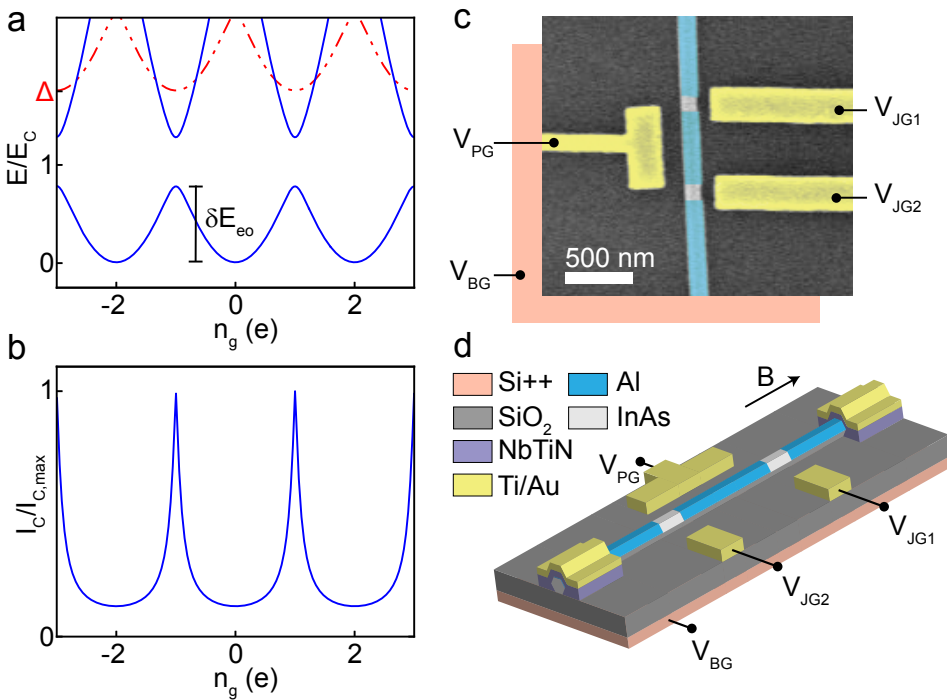 a
E/E_C
Δ
1
0
δE_eo
-2
0
2
n_g (e)
b
I_C/I_C,max
1
0
-2
0
2
n_g (e)
c
V_PG
V_JG1
V_JG2
V_BG
500 nm
d
Si++
Al
SiO₂
InAs
NbTiN
Ti/Au
B
V_PG
V_JG1
V_JG2
V_BG